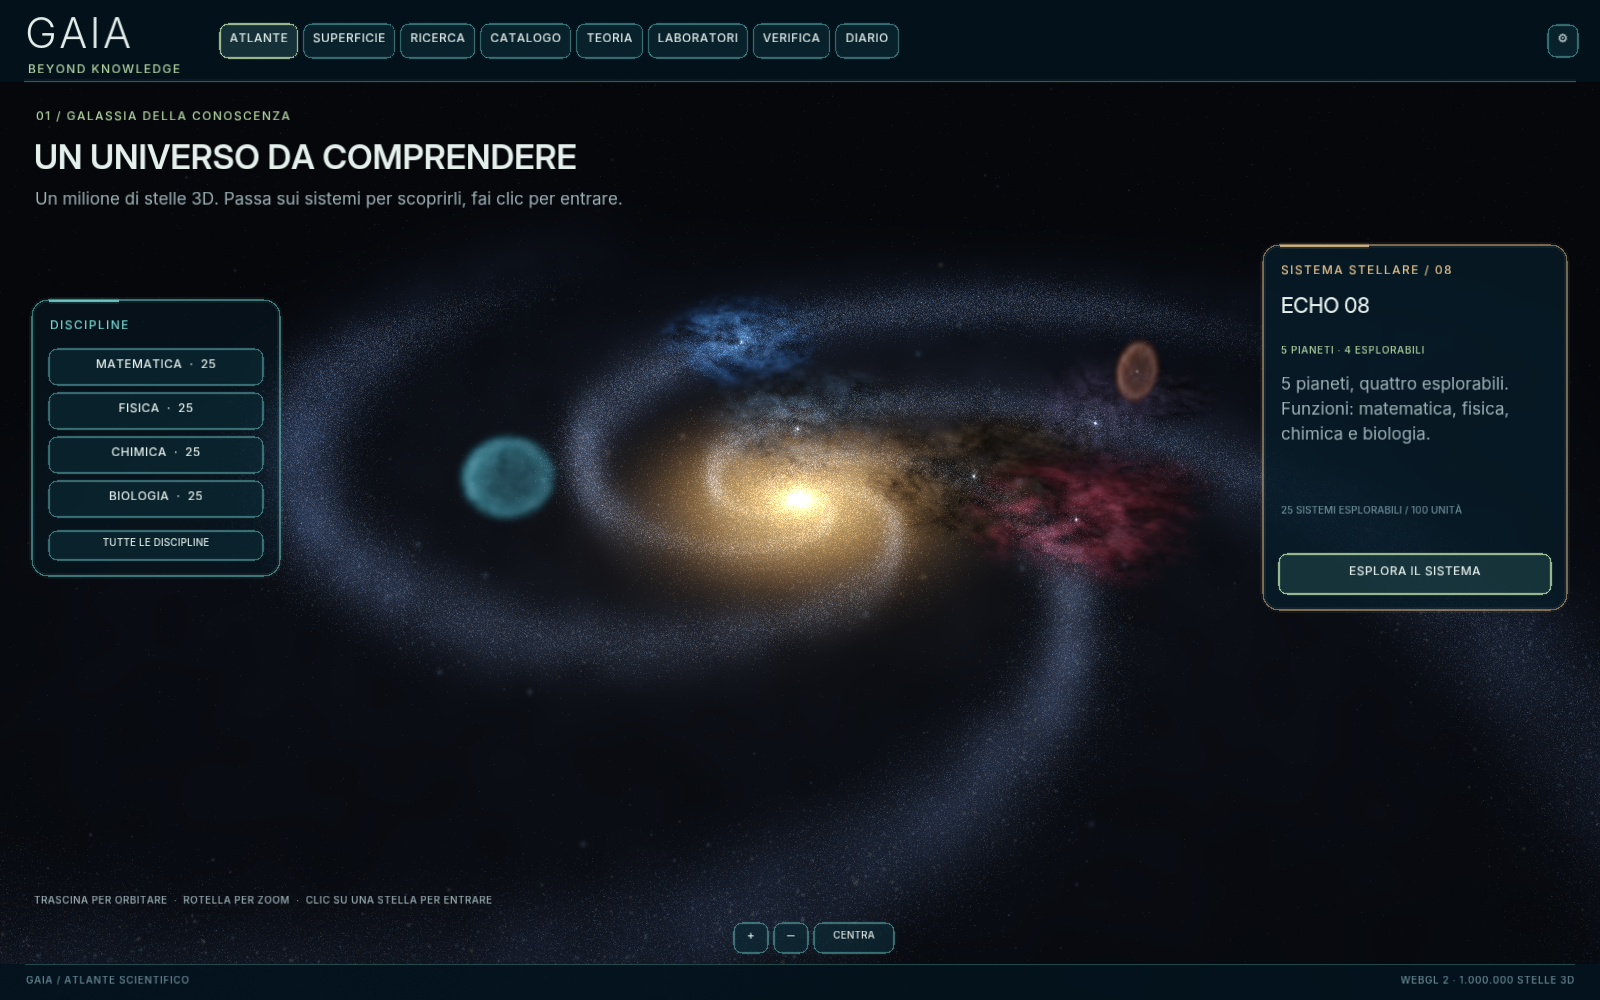 GAIA
BEYOND KNOWLEDGE
ATLANTE
SUPERFICIE
RICERCA
CATALOGO
TEORIA
LABORATORI
VERIFICA
DIARIO
01 / GALASSIA DELLA CONOSCENZA
UN UNIVERSO DA COMPRENDERE
Un milione di stelle 3D. Passa sui sistemi per scoprirli, fai clic per entrare.
DISCIPLINE
MATEMATICA · 25
FISICA · 25
CHIMICA · 25
BIOLOGIA · 25
TUTTE LE DISCIPLINE
SISTEMA STELLARE / 08
ECHO 08
5 PIANETI · 4 ESPLORABILI
5 pianeti, quattro esplorabili.
Funzioni: matematica, fisica,
chimica e biologia.
25 SISTEMI ESPLORABILI / 100 UNITÀ
ESPLORA IL SISTEMA
TRASCINA PER ORBITARE · ROTELLA PER ZOOM · CLIC SU UNA STELLA PER ENTRARE
+
–
CENTRA
GAIA / ATLANTE SCIENTIFICO
WEBGL 2 · 1.000.000 STELLE 3D